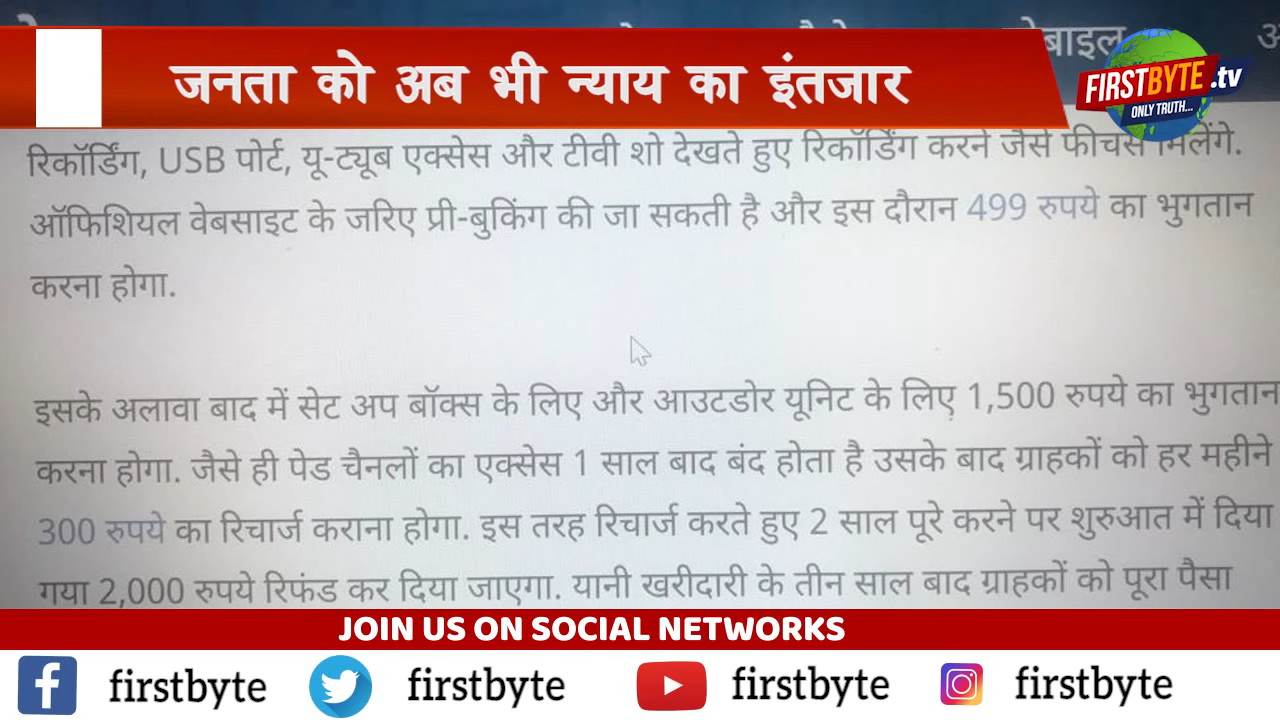 जनता को अब भी न्याय का इंतजार
FIRSTBYTE.tv
ONLY TRUTH...
रिकॉर्डिंग, USB पोर्ट, यू-ट्यूब एक्सेस और टीवी शो देखते हुए रिकॉर्डिंग करने जैसे फीचर्स मिलेंगे.
ऑफिशियल वेबसाइट के जरिए प्री-बुकिंग की जा सकती है और इस दौरान 499 रुपये का भुगतान
करना होगा.
इसके अलावा बाद में सेट अप बॉक्स के लिए और आउटडोर यूनिट के लिए 1,500 रुपये का भुगतान
करना होगा. जैसे ही पेड चैनलों का एक्सेस 1 साल बाद बंद होता है उसके बाद ग्राहकों को हर महीने
300 रुपये का रिचार्ज कराना होगा. इस तरह रिचार्ज करते हुए 2 साल पूरे करने पर शुरुआत में दिया
गया 2,000 रुपये रिफंड कर दिया जाएगा. यानी खरीदारी के तीन साल बाद ग्राहकों को पूरा पैसा
JOIN US ON SOCIAL NETWORKS
firstbyte firstbyte firstbyte firstbyte